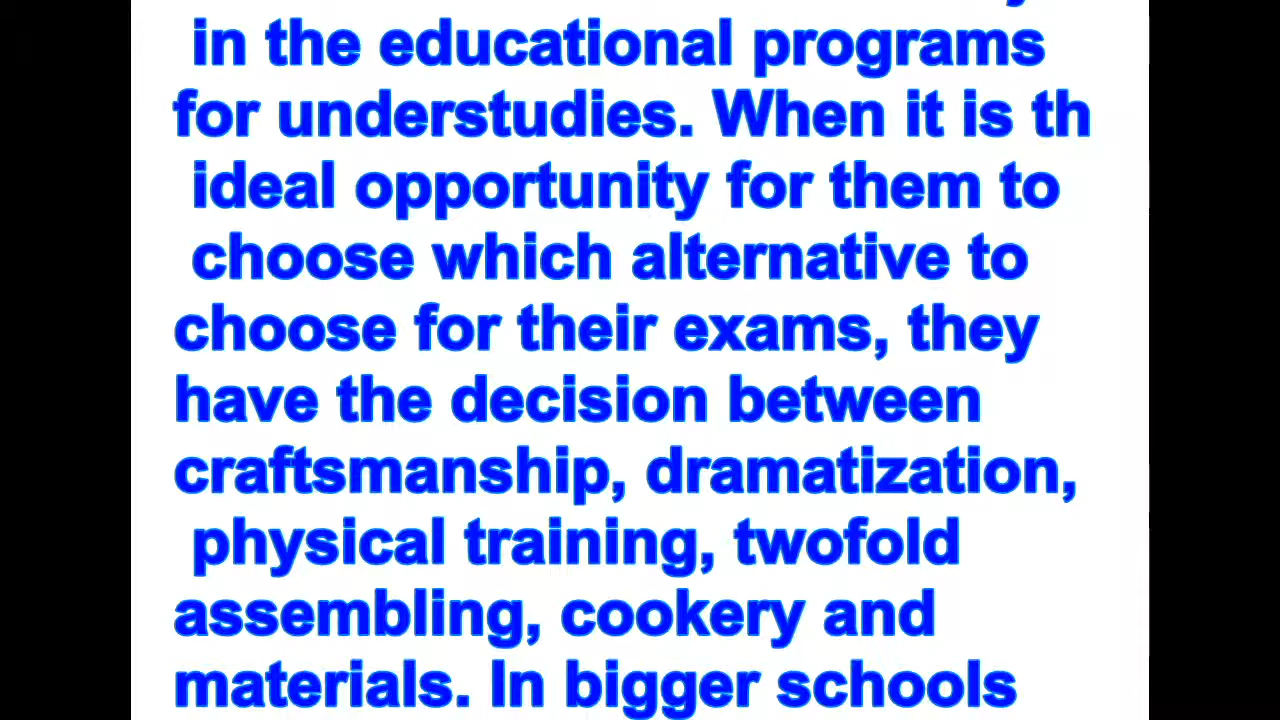 in the educational programs
for understudies. When it is th
ideal opportunity for them to
choose which alternative to
choose for their exams, they
have the decision between
craftsmanship, dramatization,
physical training, twofold
assembling, cookery and
materials. In bigger schools